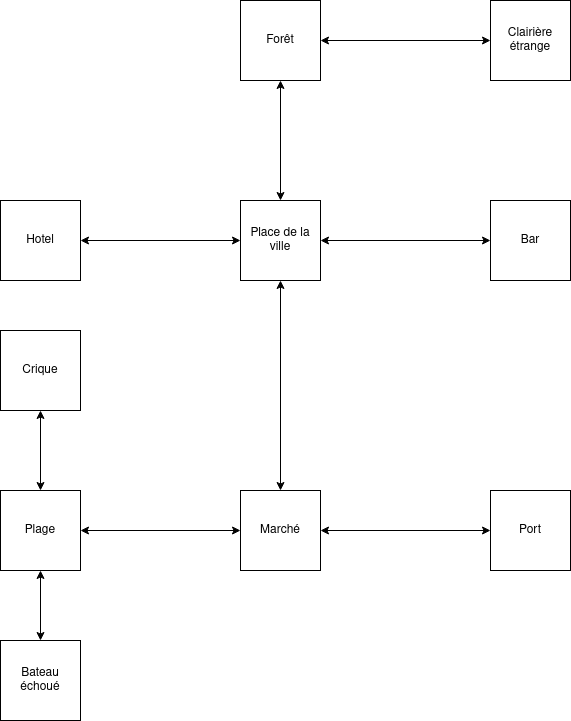 Forêt
Clairière
étrange
Hotel
Place de la
ville
Bar
Crique
Plage
Marché
Port
Bateau
échoué